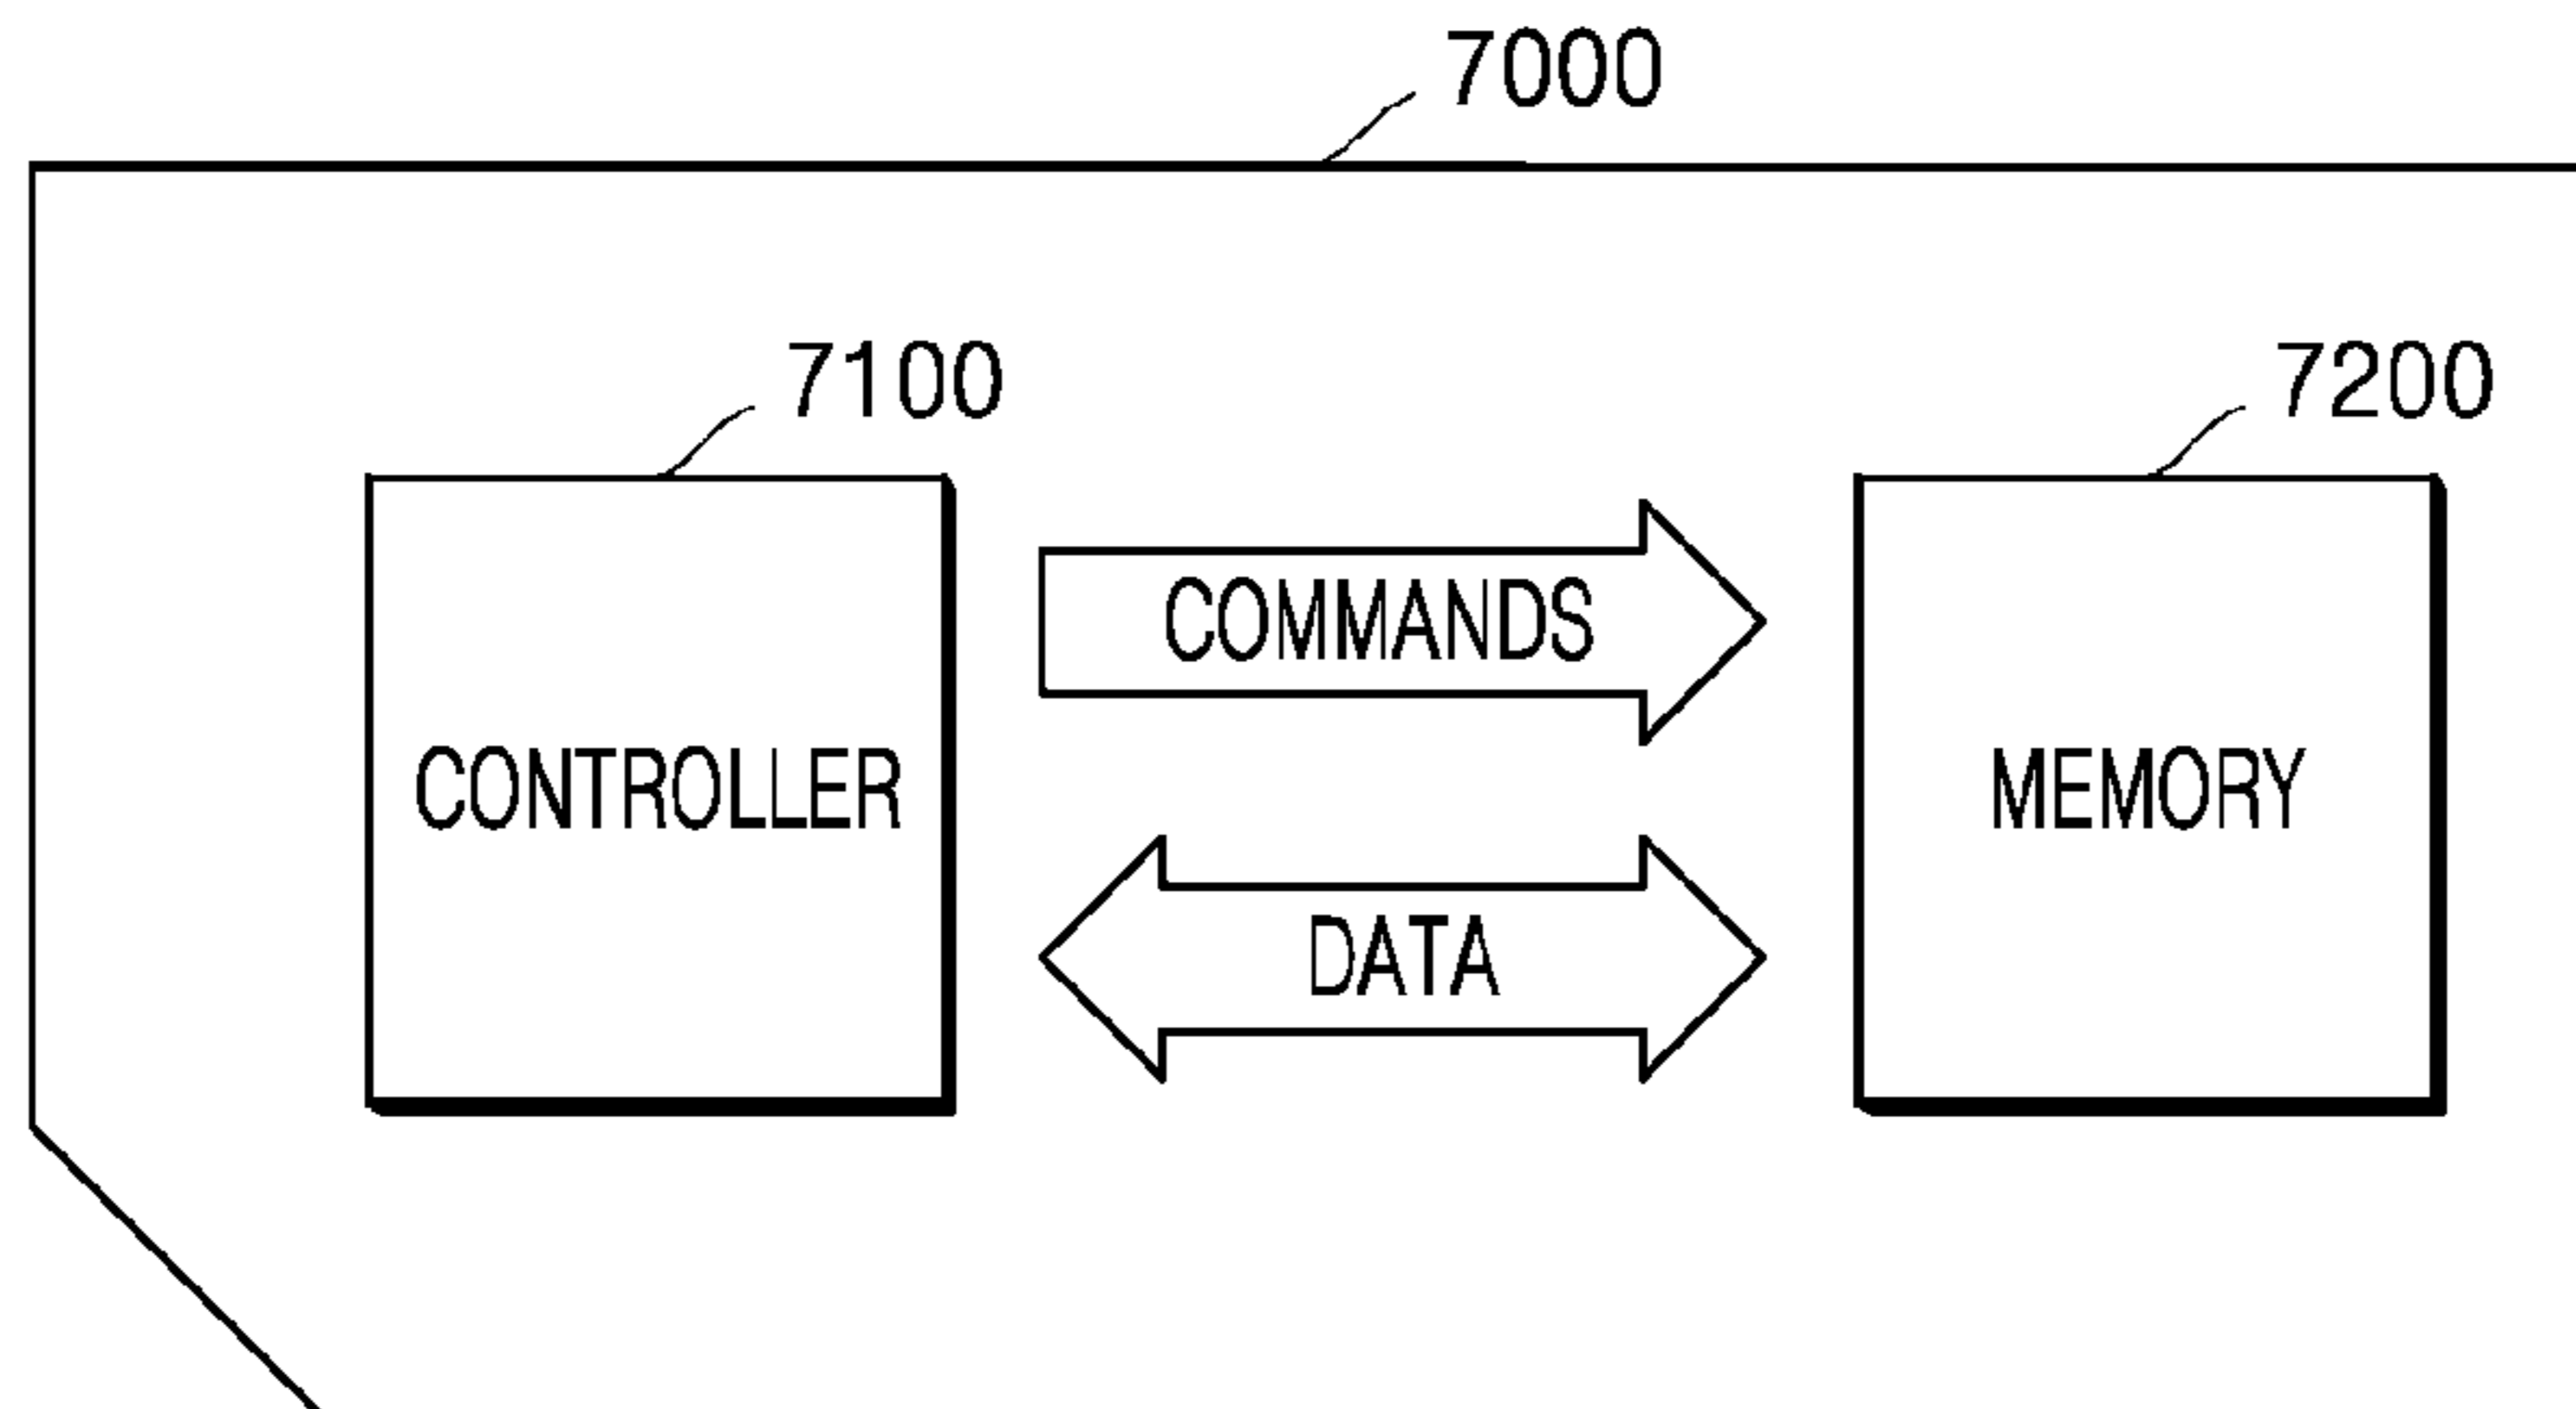 7000
7100
7200
COMMANDS
CONTROLLER
MEMORY
DATA